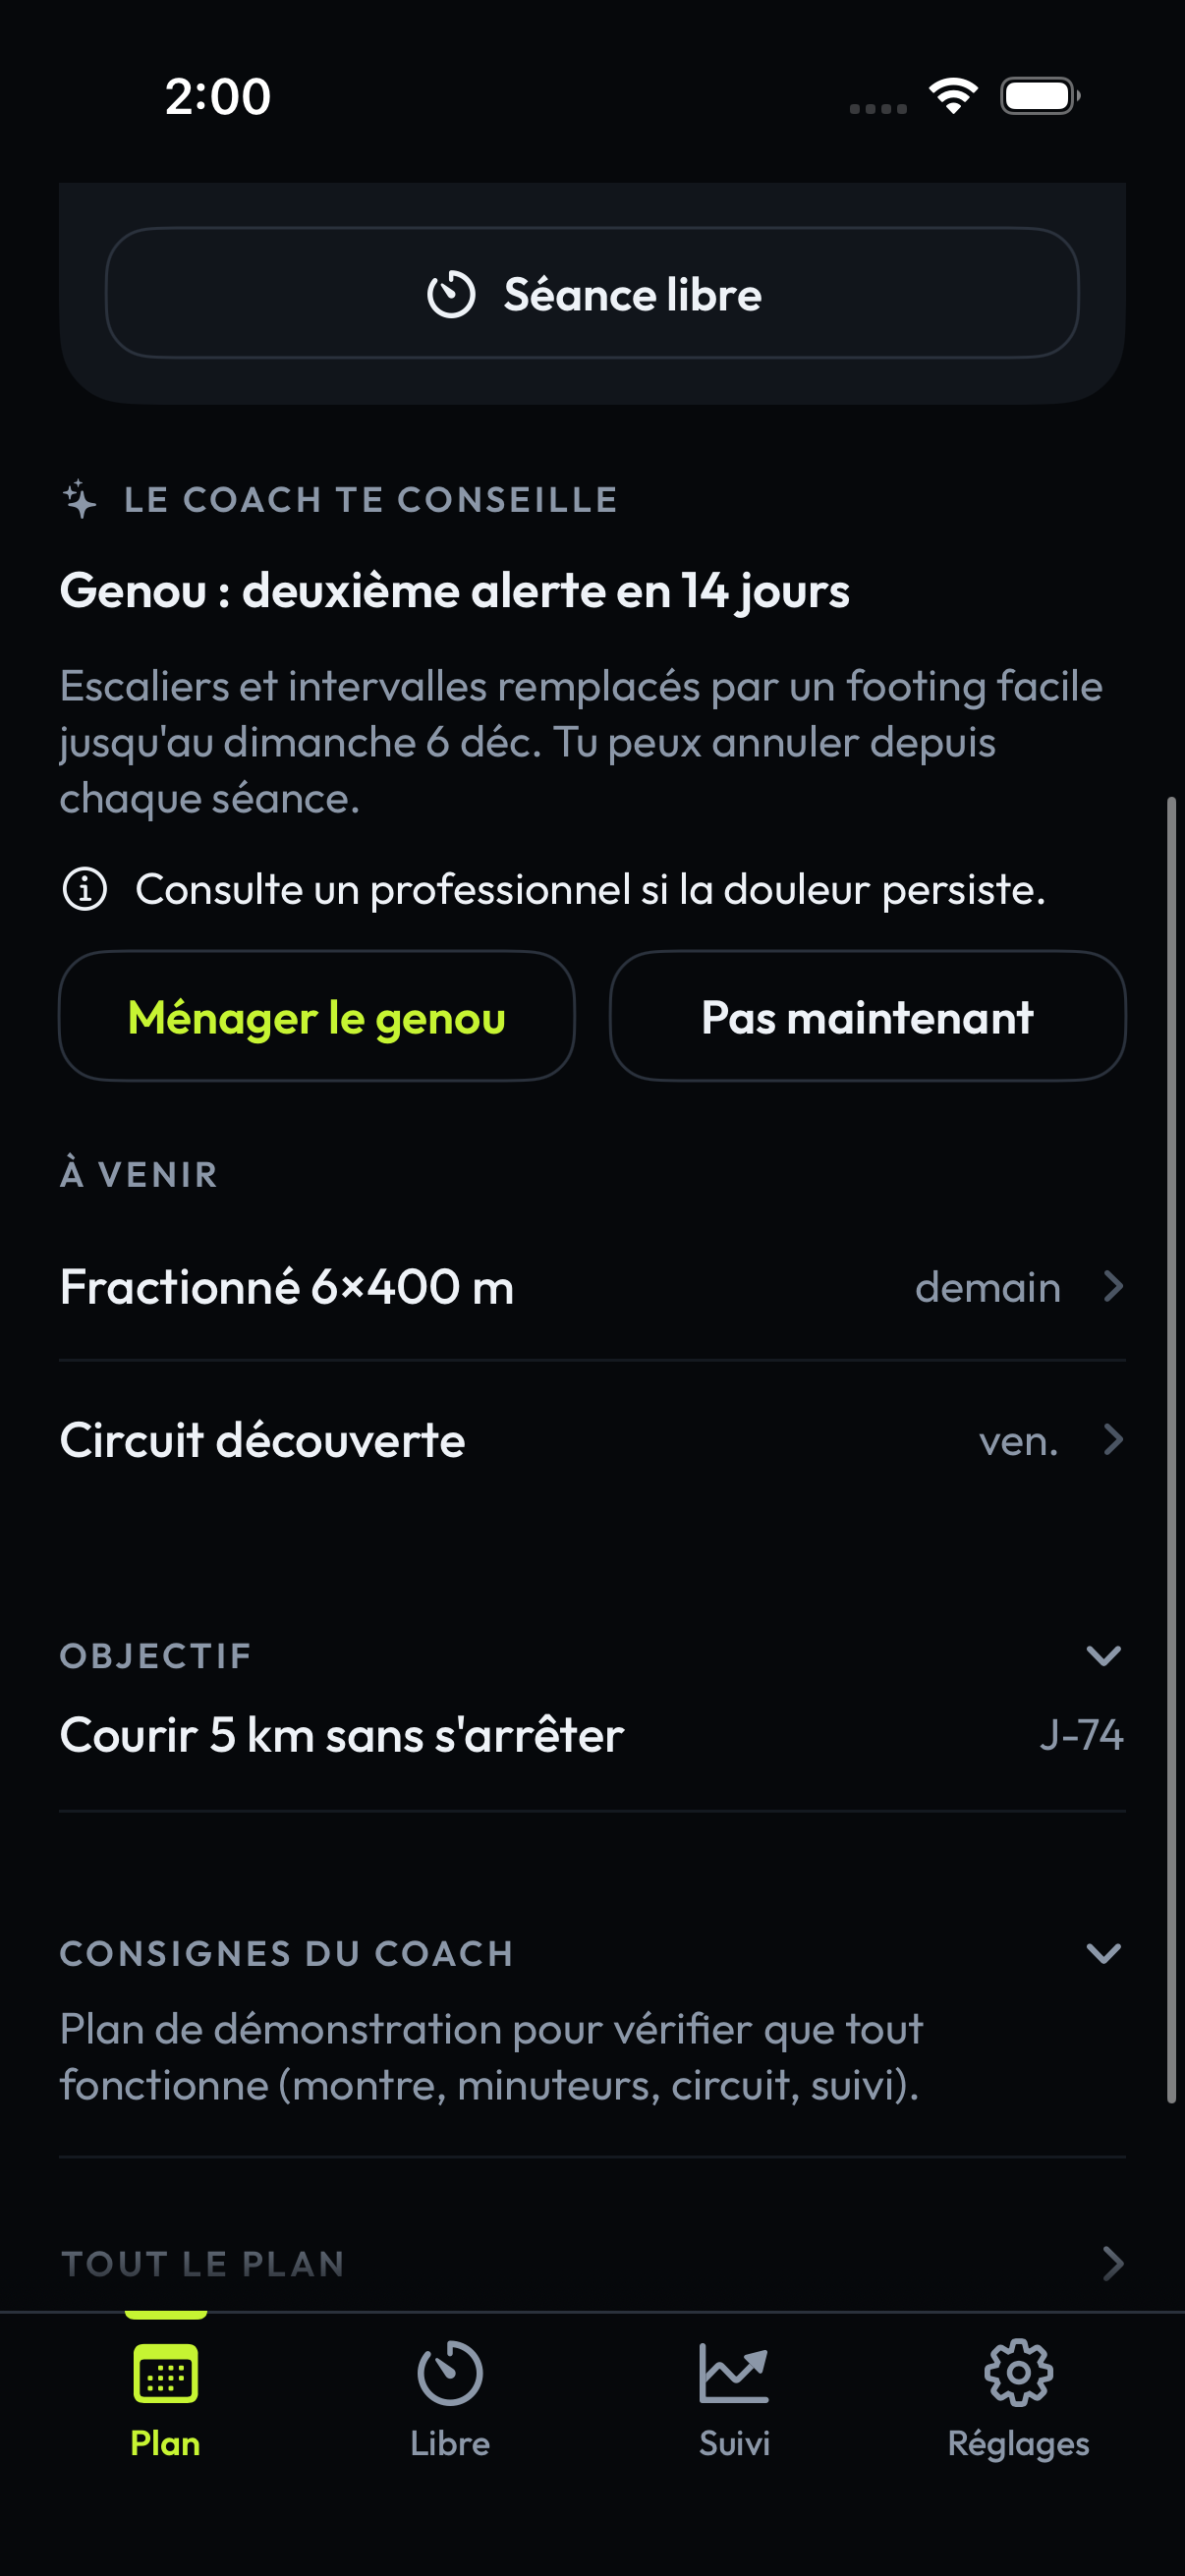 2:00
Séance libre
LE COACH TE CONSEILLE
Genou : deuxième alerte en 14 jours
Escaliers et intervalles remplacés par un footing facile
jusqu'au dimanche 6 déc. Tu peux annuler depuis
chaque séance.
Consulte un professionnel si la douleur persiste.
Ménager le genou
Pas maintenant
À VENIR
Fractionné 6×400 m
demain
Circuit découverte
ven.
OBJECTIF
Courir 5 km sans s'arrêter
J-74
CONSIGNES DU COACH
Plan de démonstration pour vérifier que tout
fonctionne (montre, minuteurs, circuit, suivi).
TOUT LE PLAN
Plan
Libre
Suivi
Réglages